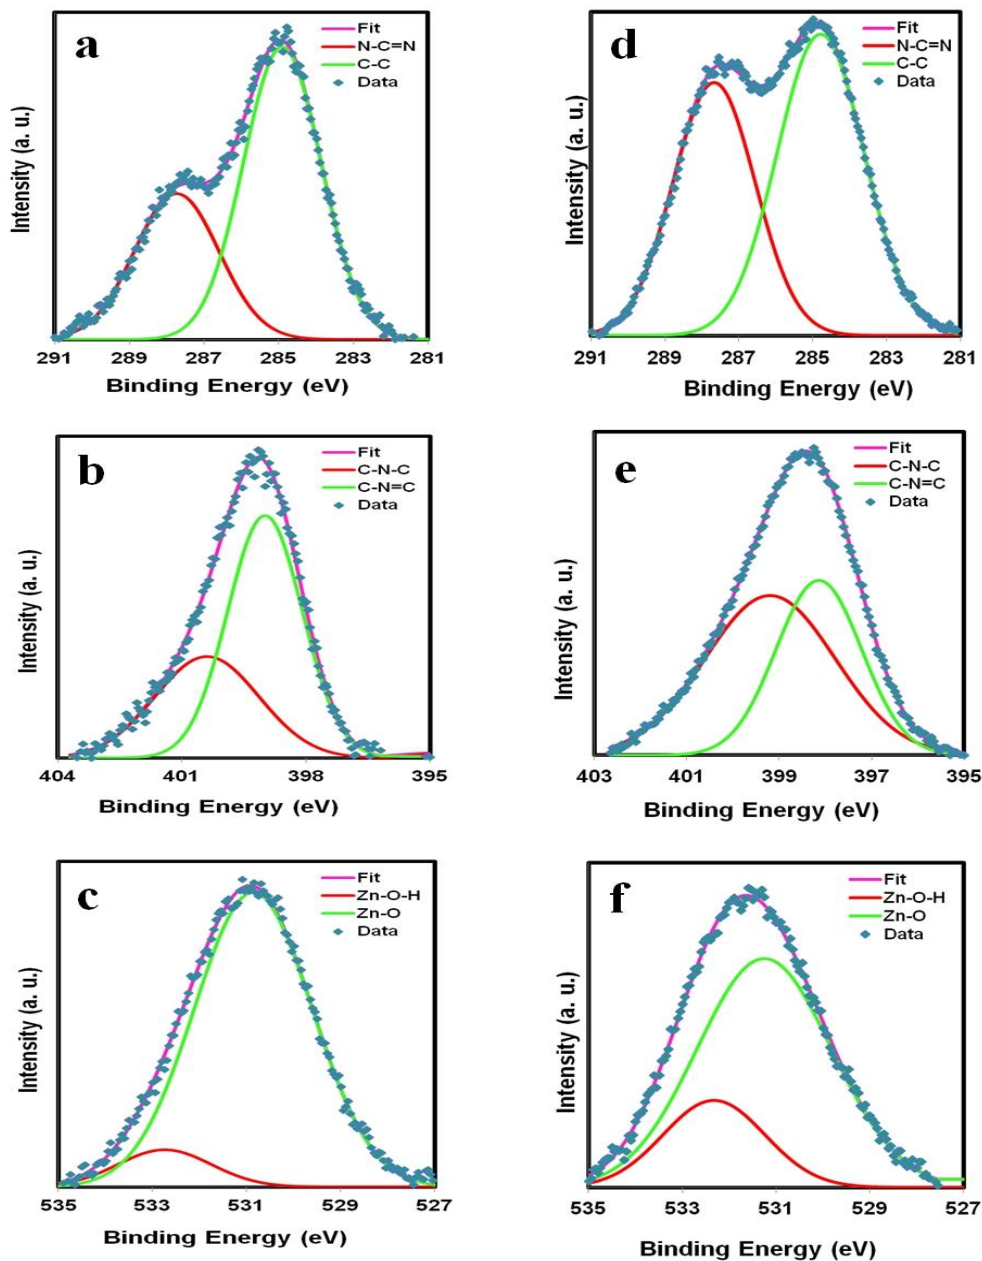 a
Fit
N-C=N
C-C
Data
Intensity (a. u.)
291 289 287 285 283 281
Binding Energy (eV)
d
Fit
N-C=N
C-C
Data
Intensity (a. u.)
291 289 287 285 283 281
Binding Energy (eV)
b
Fit
C-N-C
C-N=C
Data
Intensity (a. u.)
404 401 398 395
Binding Energy (eV)
e
Fit
C-N-C
C-N=C
Data
Intensity (a. u.)
403 401 399 397 395
Binding Energy (eV)
c
Fit
Zn-O-H
Zn-O
Data
Intensity (a. u.)
535 533 531 529 527
Binding Energy (eV)
f
Fit
Zn-O-H
Zn-O
Data
Intensity (a. u.)
535 533 531 529 527
Binding Energy (eV)